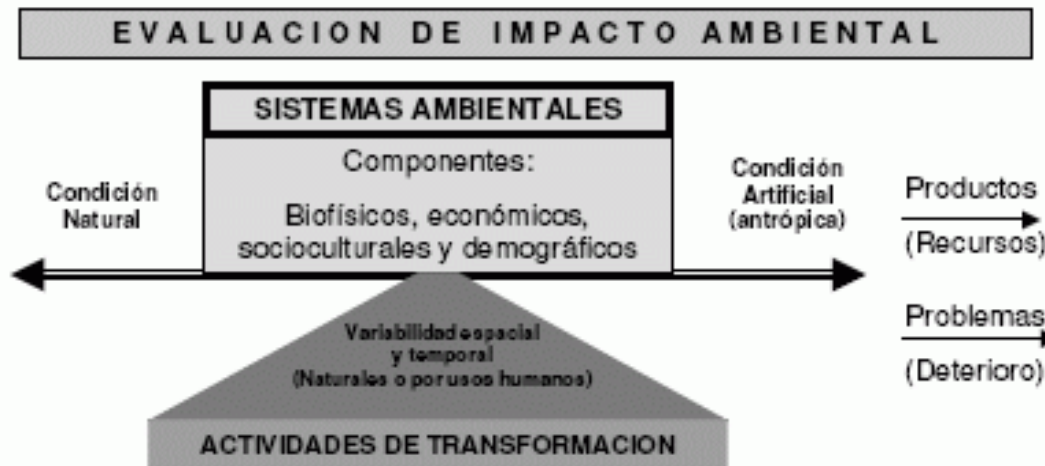 EVALUACION DE IMPACTO AMBIENTAL
SISTEMAS AMBIENTALES
Componentes:
Biofísicos, económicos,
socioculturales y demográficos
Condición
Natural
Condición
Artificial
(antrópica)
Productos
(Recursos)
Problemas
(Deterioro)
Variabilidad espacial
y temporal
(Naturales o por usos humanos)
ACTIVIDADES DE TRANSFORMACION